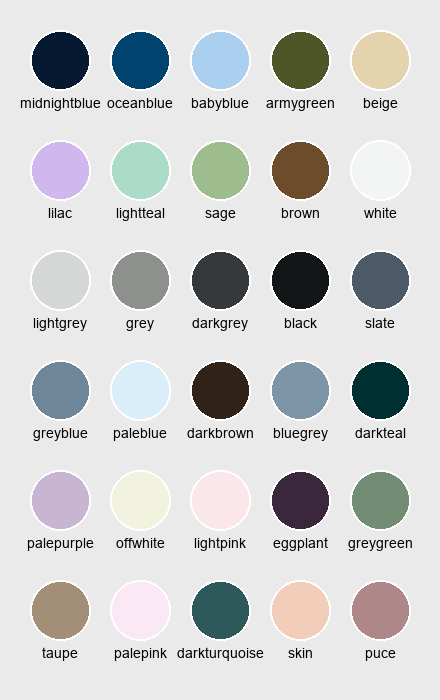 midnightblue oceanblue babyblue armygreen beige
lilac lightteal sage brown white
lightgrey grey darkgrey black slate
greyblue paleblue darkbrown bluegrey darkteal
palepurple offwhite lightpink eggplant greygreen
taupe palepink darkturquoise skin puce